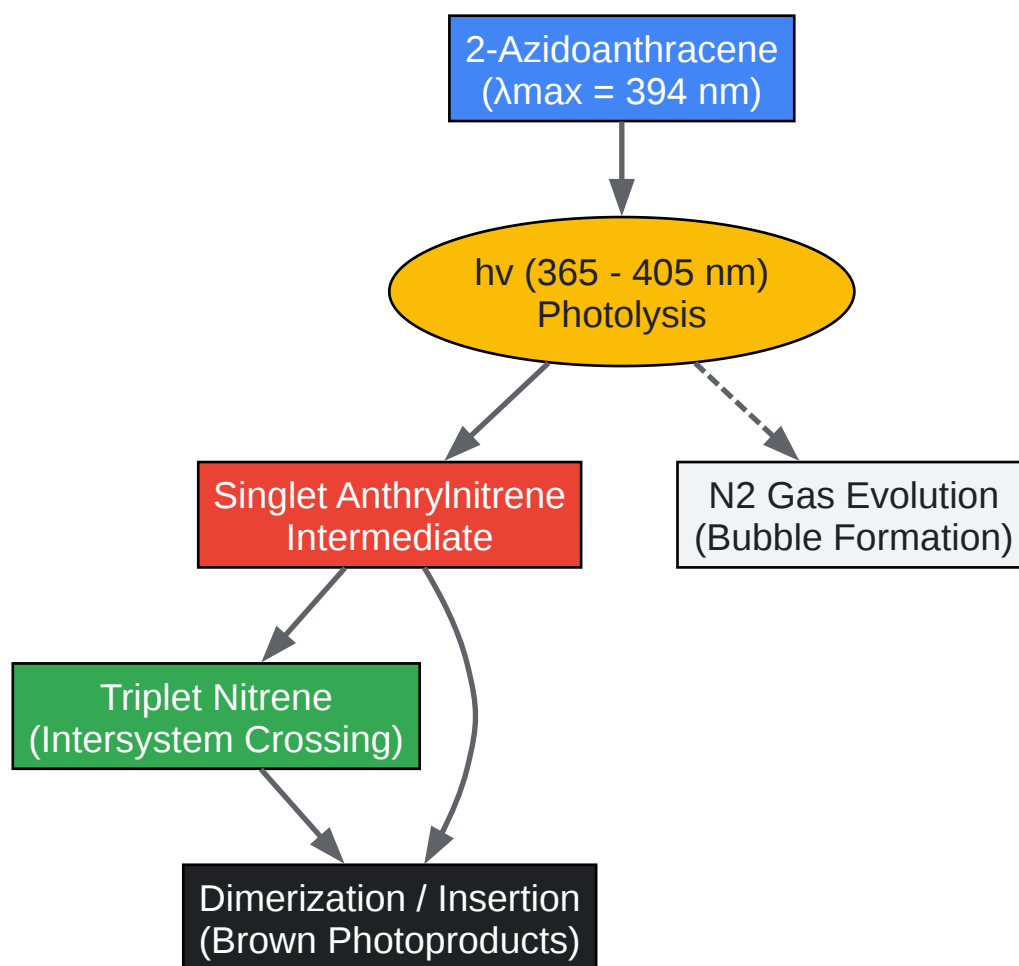 2-Azidoanthracene
(λmax = 394 nm)
hv (365 - 405 nm)
Photolysis
Singlet Anthrylnitrene
Intermediate
N2 Gas Evolution
(Bubble Formation)
Triplet Nitrene
(Intersystem Crossing)
Dimerization / Insertion
(Brown Photoproducts)